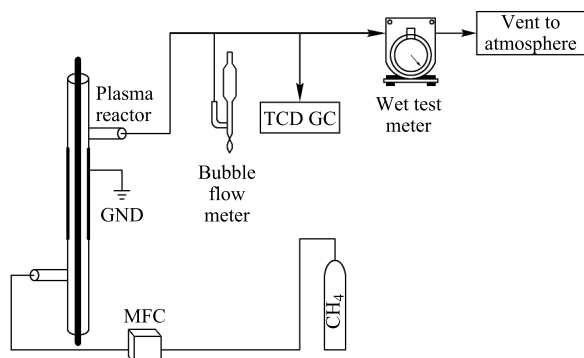 Vent to
atmosphere
Plasma
reactor
TCD GC
Wet test
meter
Bubble
flow
meter
GND
MFC
CH4